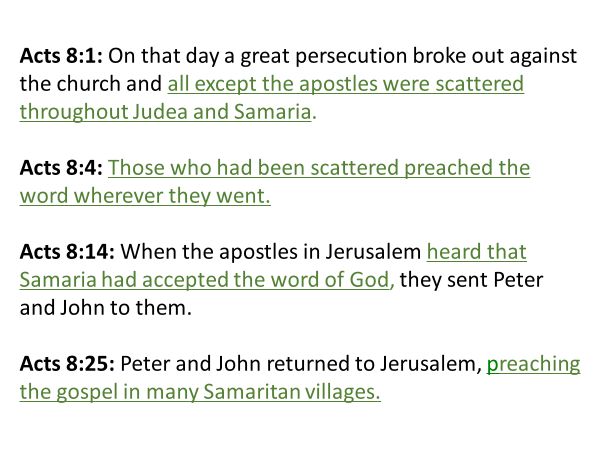 Acts 8:1: On that day a great persecution broke out against
the church and all except the apostles were scattered
throughout Judea and Samaria.
Acts 8:4: Those who had been scattered preached the
word wherever they went.
Acts 8:14: When the apostles in Jerusalem heard that
Samaria had accepted the word of God, they sent Peter
and John to them.
Acts 8:25: Peter and John returned to Jerusalem, preaching
the gospel in many Samaritan villages.